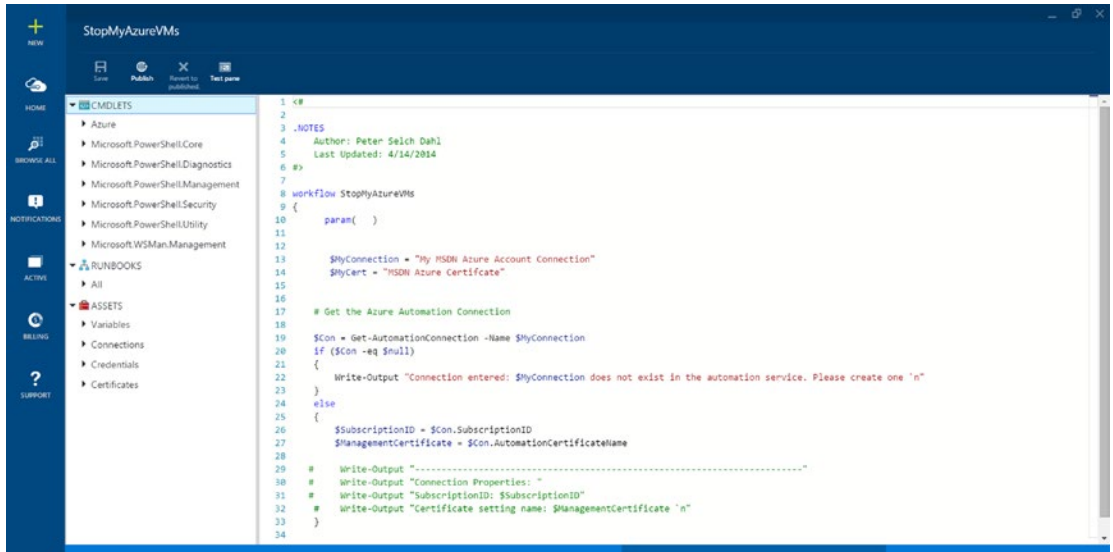 StopMyAzureVMs
NEW
HOME
BROWSE ALL
NOTIFICATIONS
ACTIVE
BILLING
SUPPORT
Save
Publish
Revert to published.
Test pane
CMDLETS
Azure
Microsoft.PowerShell.Core
Microsoft.PowerShell.Diagnostics
Microsoft.PowerShell.Management
Microsoft.PowerShell.Security
Microsoft.PowerShell.Utility
Microsoft.WSMan.Management
RUNBOOKS
All
ASSETS
Variables
Connections
Credentials
Certificates
1 <#
2
3 .NOTES
4 Author: Peter Selch Dahl
5 Last Updated: 4/14/2014
6 #>
7
8 workflow StopMyAzureVMs
9 {
10 param( )
11
12
13 $MyConnection = "My MSDN Azure Account Connection"
14 $MyCert = "MSDN Azure Certifcate"
15
16
17 # Get the Azure Automation Connection
18
19 $Con = Get-AutomationConnection -Name $MyConnection
20 if ($Con -eq $null)
21 {
22 Write-Output "Connection entered: $MyConnection does not exist in the automation service. Please create one `n"
23 }
24 else
25 {
26 $SubscriptionID = $Con.SubscriptionID
27 $ManagementCertificate = $Con.AutomationCertificateName
28
29 # Write-Output "--------------------------------------------------------------------------"
30 # Write-Output "Connection Properties: "
31 # Write-Output "SubscriptionID: $SubscriptionID"
32 # Write-Output "Certificate setting name: $ManagementCertificate `n"
33 }
34